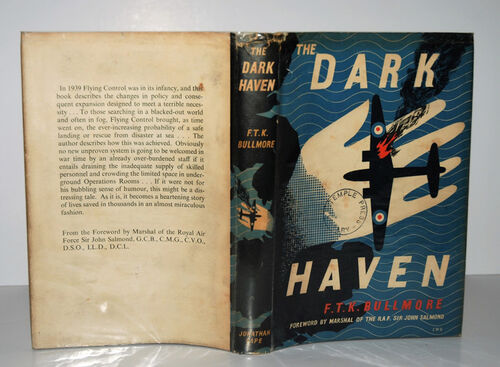 In 1939 Flying Control was in its infancy, and this
book describes the changes in policy and conse-
quent expansion designed to meet a terrible neces-
sity . . . To those searching in a blacked-out world
and often in fog, Flying Control brought, as time
went on, the ever-increasing probability of a safe
landing or rescue from disaster at sea . . . The
author describes how this was achieved. Obviously
no new unproven system is going to be welcomed in
war time by an already over-burdened staff if it
entails draining the inadequate supply of skilled
personnel and crowding the limited space in under-
ground Operations Rooms . . . If it were not for
his bubbling sense of humour, this might be a dis-
tressing tale. As it is, it becomes a heartening story
of lives saved in thousands in an almost miraculous
fashion.
From the Foreword by Marshal of the Royal Air
Force Sir John Salmond, G.C.B., C.M.G., C.V.O.,
D.S.O., LL.D., D.C.L.
THE
DARK
HAVEN
F.T.K.
BULLMORE
JONATHAN
CAPE
THE
DARK
TEMPLE PRESS
HAVEN
F.T.K. BULLMORE
FOREWORD BY MARSHAL OF THE R.A.F. SIR JOHN SALMOND